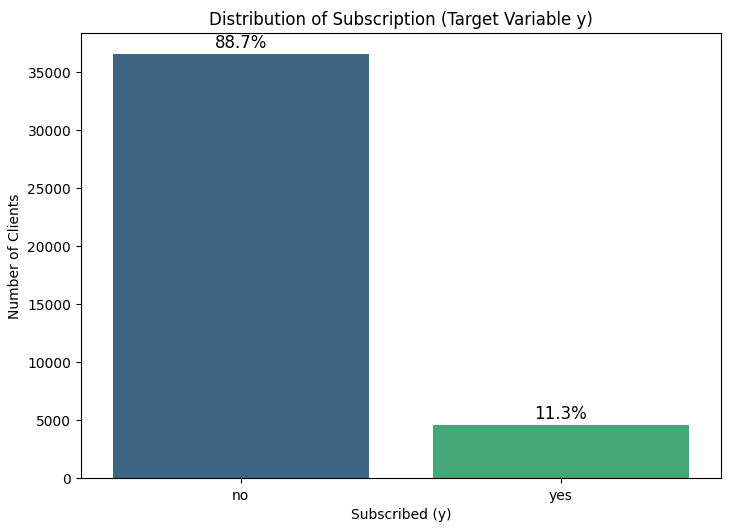 Distribution of Subscription (Target Variable y)
88.7%
35000
30000
25000
20000
15000
10000
5000
0
Number of Clients
11.3%
no
yes
Subscribed (y)